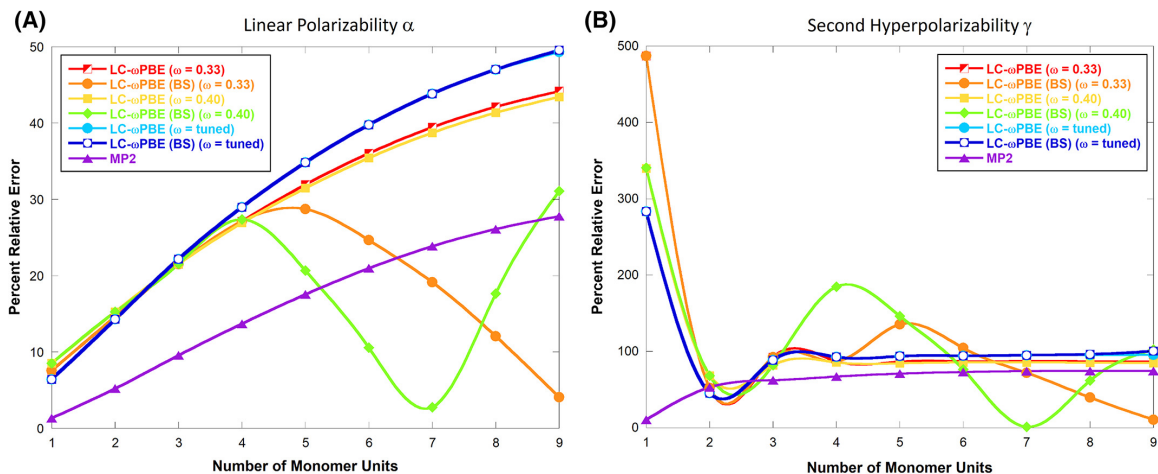 (A)
Linear Polarizability α
Percent Relative Error
50
40
30
20
10
0
LC-ωPBE (ω = 0.33)
LC-ωPBE (BS) (ω = 0.33)
LC-ωPBE (ω = 0.40)
LC-ωPBE (BS) (ω = 0.40)
LC-ωPBE (ω = tuned)
LC-ωPBE (BS) (ω = tuned)
MP2
1 2 3 4 5 6 7 8 9
Number of Monomer Units
(B)
Second Hyperpolarizability γ
Percent Relative Error
500
400
300
200
100
0
LC-ωPBE (ω = 0.33)
LC-ωPBE (BS) (ω = 0.33)
LC-ωPBE (ω = 0.40)
LC-ωPBE (BS) (ω = 0.40)
LC-ωPBE (ω = tuned)
LC-ωPBE (BS) (ω = tuned)
MP2
1 2 3 4 5 6 7 8 9
Number of Monomer Units